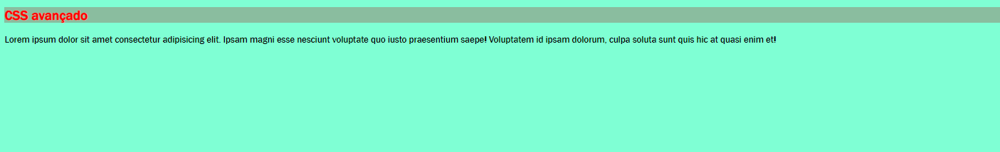 CSS avançado
Lorem ipsum dolor sit amet consectetur adipisicing elit. Ipsam magni esse nesciunt voluptate quo iusto praesentium saepe! Voluptatem id ipsam dolorum, culpa soluta sunt quis hic at quasi enim et!